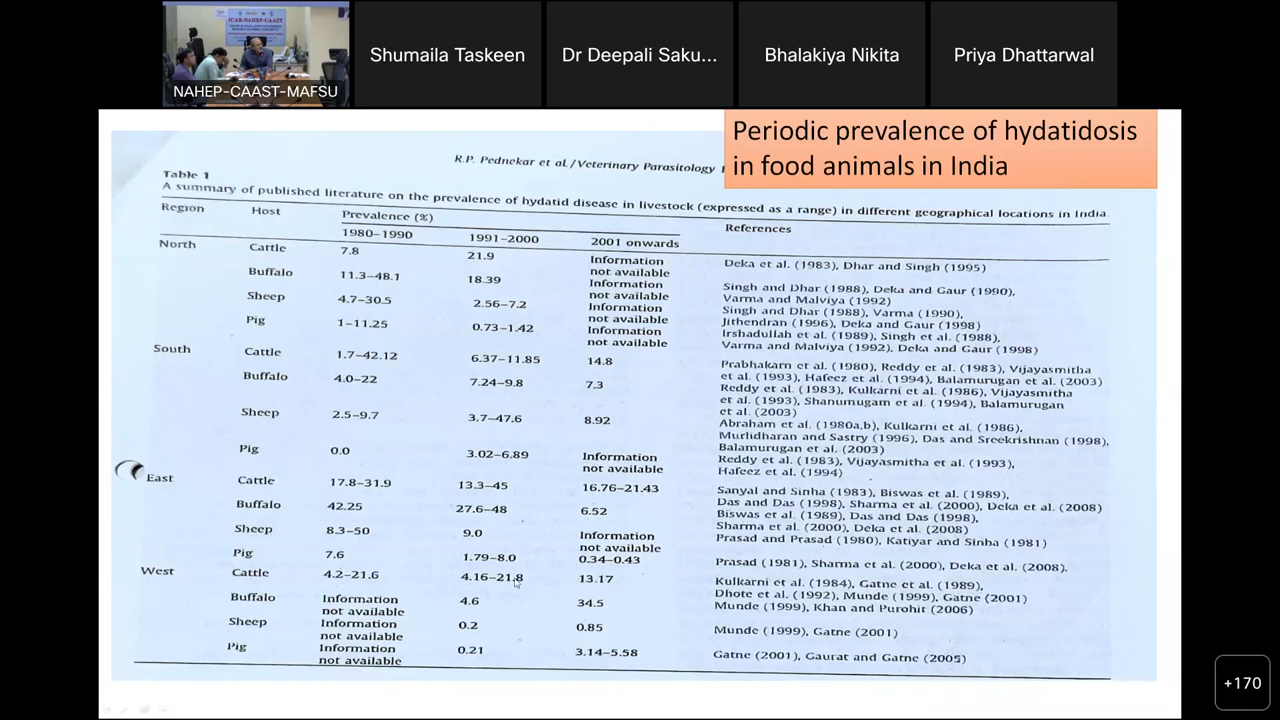 ICAR-NAHEP-CAAST
NAHEP-CAAST-MAFSU
Shumaila Taskeen
Dr Deepali Saku...
Bhalakiya Nikita
Priya Dhattarwal
Periodic prevalence of hydatidosis
in food animals in India
R.P. Pednekar et al./Veterinary Parasitology
Table 1
A summary of published literature on the prevalence of hydatid disease in livestock (expressed as a range) in different geographical locations in India.
Region Host Prevalence (%) References
1980–1990 1991–2000 2001 onwards
North Cattle 7.8 21.9 Information
not available Deka et al. (1983), Dhar and Singh (1995)
Buffalo 11.3–48.1 18.39 Information
not available Singh and Dhar (1988), Deka and Gaur (1990),
Varma and Malviya (1992)
Sheep 4.7–30.5 2.56–7.2 Information
not available Singh and Dhar (1988), Varma (1990),
Jithendran (1996), Deka and Gaur (1998)
Pig 1–11.25 0.73–1.42 Information
not available Irshadullah et al. (1989), Singh et al. (1988),
Varma and Malviya (1992), Deka and Gaur (1998)
South Cattle 1.7–42.12 6.37–11.85 14.8 Prabhakarn et al. (1980), Reddy et al. (1983), Vijayasmitha
et al. (1993), Hafeez et al. (1994), Balamurugan et al. (2003)
Buffalo 4.0–22 7.24–9.8 7.3 Reddy et al. (1983), Kulkarni et al. (1986), Vijayasmitha
et al. (1993), Shanumugam et al. (1994), Balamurugan
et al. (2003)
Sheep 2.5–9.7 3.7–47.6 8.92 Abraham et al. (1980a,b), Kulkarni et al. (1986),
Murlidharan and Sastry (1996), Das and Sreekrishnan (1998),
Balamurugan et al. (2003)
Pig 0.0 3.02–6.89 Information
not available Reddy et al. (1983), Vijayasmitha et al. (1993),
Hafeez et al. (1994)
East Cattle 17.8–31.9 13.3–45 16.76–21.43 Sanyal and Sinha (1983), Biswas et al. (1989),
Das and Das (1998), Sharma et al. (2000), Deka et al. (2008)
Buffalo 42.25 27.6–48 6.52 Biswas et al. (1989), Das and Das (1998),
Sharma et al. (2000), Deka et al. (2008)
Sheep 8.3–50 9.0 Information
not available Prasad and Prasad (1980), Katiyar and Sinha (1981)
Pig 7.6 1.79–8.0 0.34–0.43 Prasad (1981), Sharma et al. (2000), Deka et al. (2008).
West Cattle 4.2–21.6 4.16–21.8 13.17 Kulkarni et al. (1984), Gatne et al. (1989),
Dhote et al. (1992), Munde (1999), Gatne (2001)
Buffalo Information
not available 4.6 34.5 Munde (1999), Khan and Purohit (2006)
Sheep Information
not available 0.2 0.85 Munde (1999), Gatne (2001)
Pig Information
not available 0.21 3.14–5.58 Gatne (2001), Gaurat and Gatne (2005)
+170